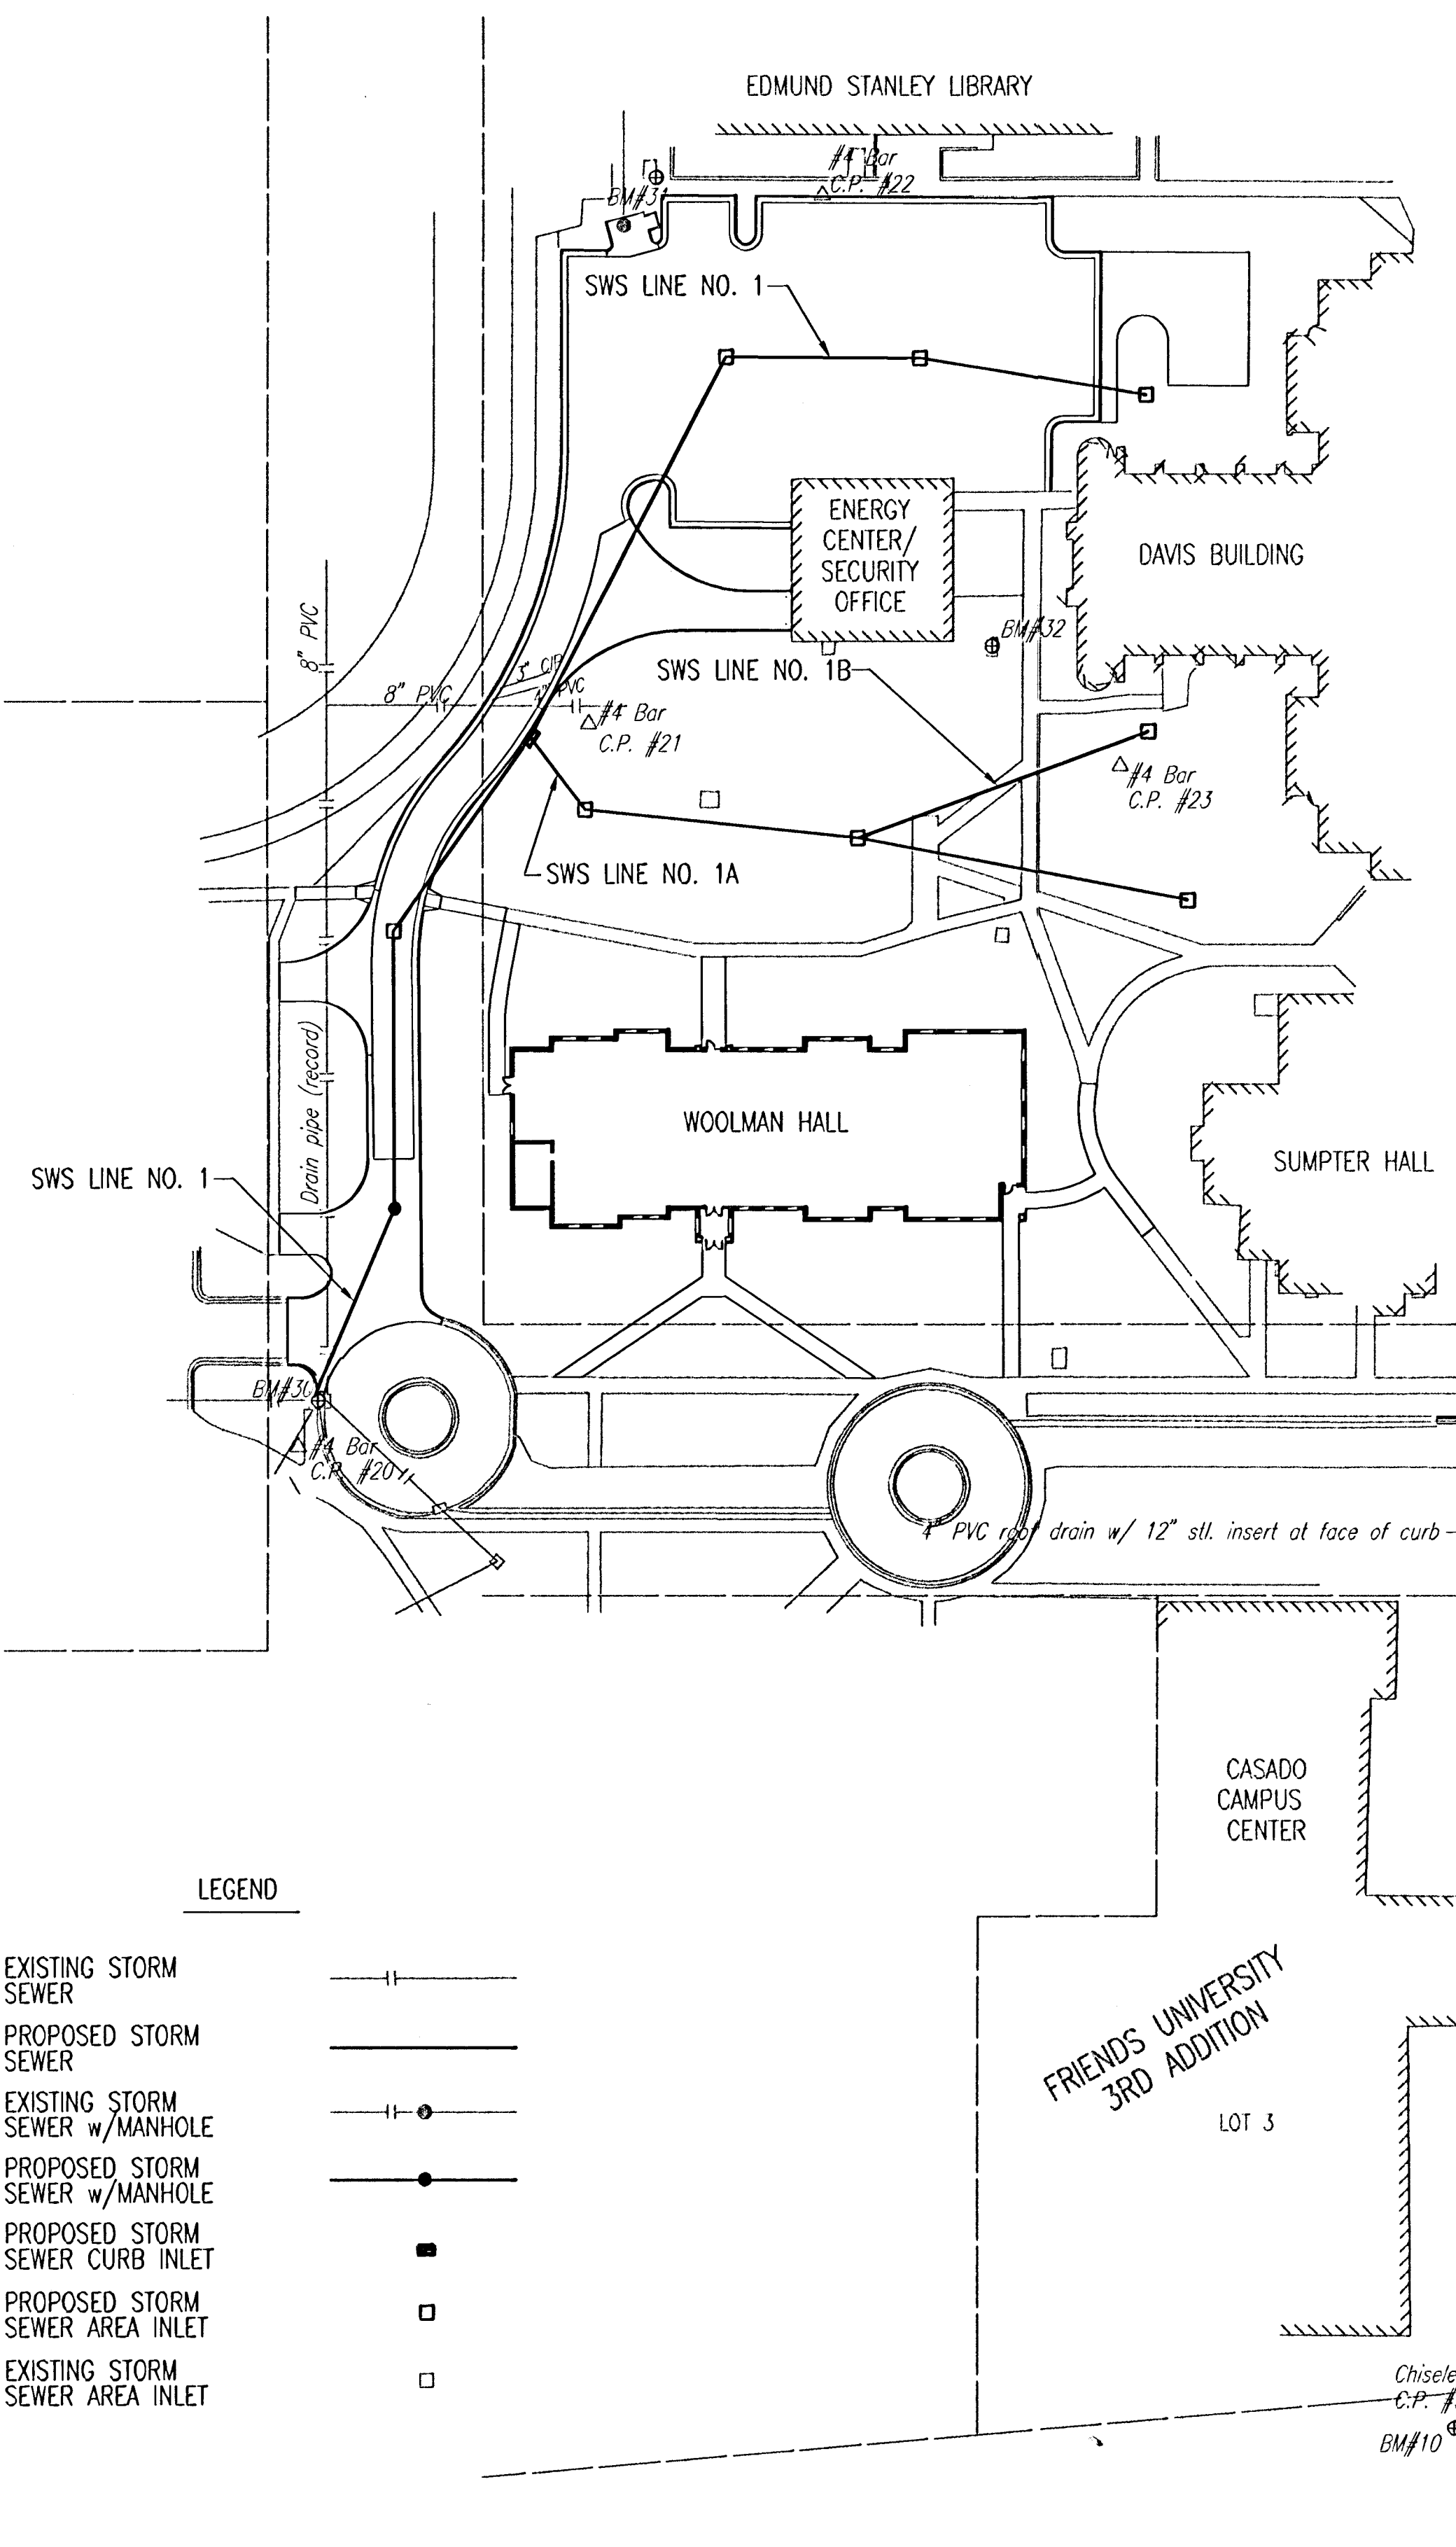 EDMUND STANLEY LIBRARY
#4 Bar
C.P. #22
BM#31
SWS LINE NO. 1
ENERGY
CENTER/
SECURITY
OFFICE
DAVIS BUILDING
8" PVC
BM#32
3" CIP
SWS LINE NO. 1B
8" PVC
4" PVC
#4 Bar
C.P. #21
#4 Bar
C.P. #23
SWS LINE NO. 1A
Drain pipe (record)
WOOLMAN HALL
SUMPTER HALL
SWS LINE NO. 1
BM#30
#4 Bar
C.P. #20
4" PVC roof drain w/ 12" stl. insert at face of curb
CASADO
CAMPUS
CENTER
LEGEND
EXISTING STORM
SEWER
PROPOSED STORM
SEWER
EXISTING STORM
SEWER w/MANHOLE
PROPOSED STORM
SEWER w/MANHOLE
PROPOSED STORM
SEWER CURB INLET
PROPOSED STORM
SEWER AREA INLET
EXISTING STORM
SEWER AREA INLET
FRIENDS UNIVERSITY
3RD ADDITION
LOT 3
C.P.
BM#10